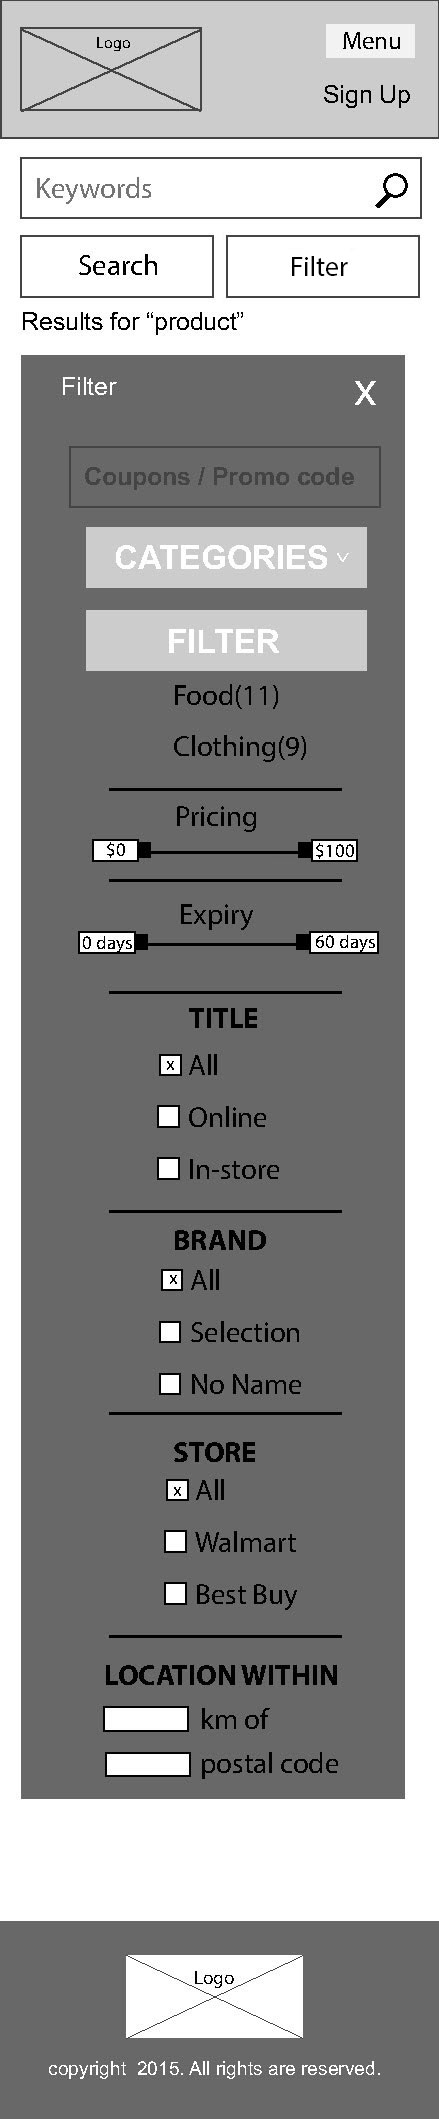 Logo
Menu
Sign Up
Keywords
Search
Filter
Results for “product”
Filter
X
Coupons / Promo code
CATEGORIES
FILTER
Food(11)
Clothing(9)
Pricing
$0
$100
Expiry
0 days
60 days
TITLE
x All
Online
In-store
BRAND
x All
Selection
No Name
STORE
x All
Walmart
Best Buy
LOCATION WITHIN
km of
postal code
Logo
copyright 2015. All rights are reserved.